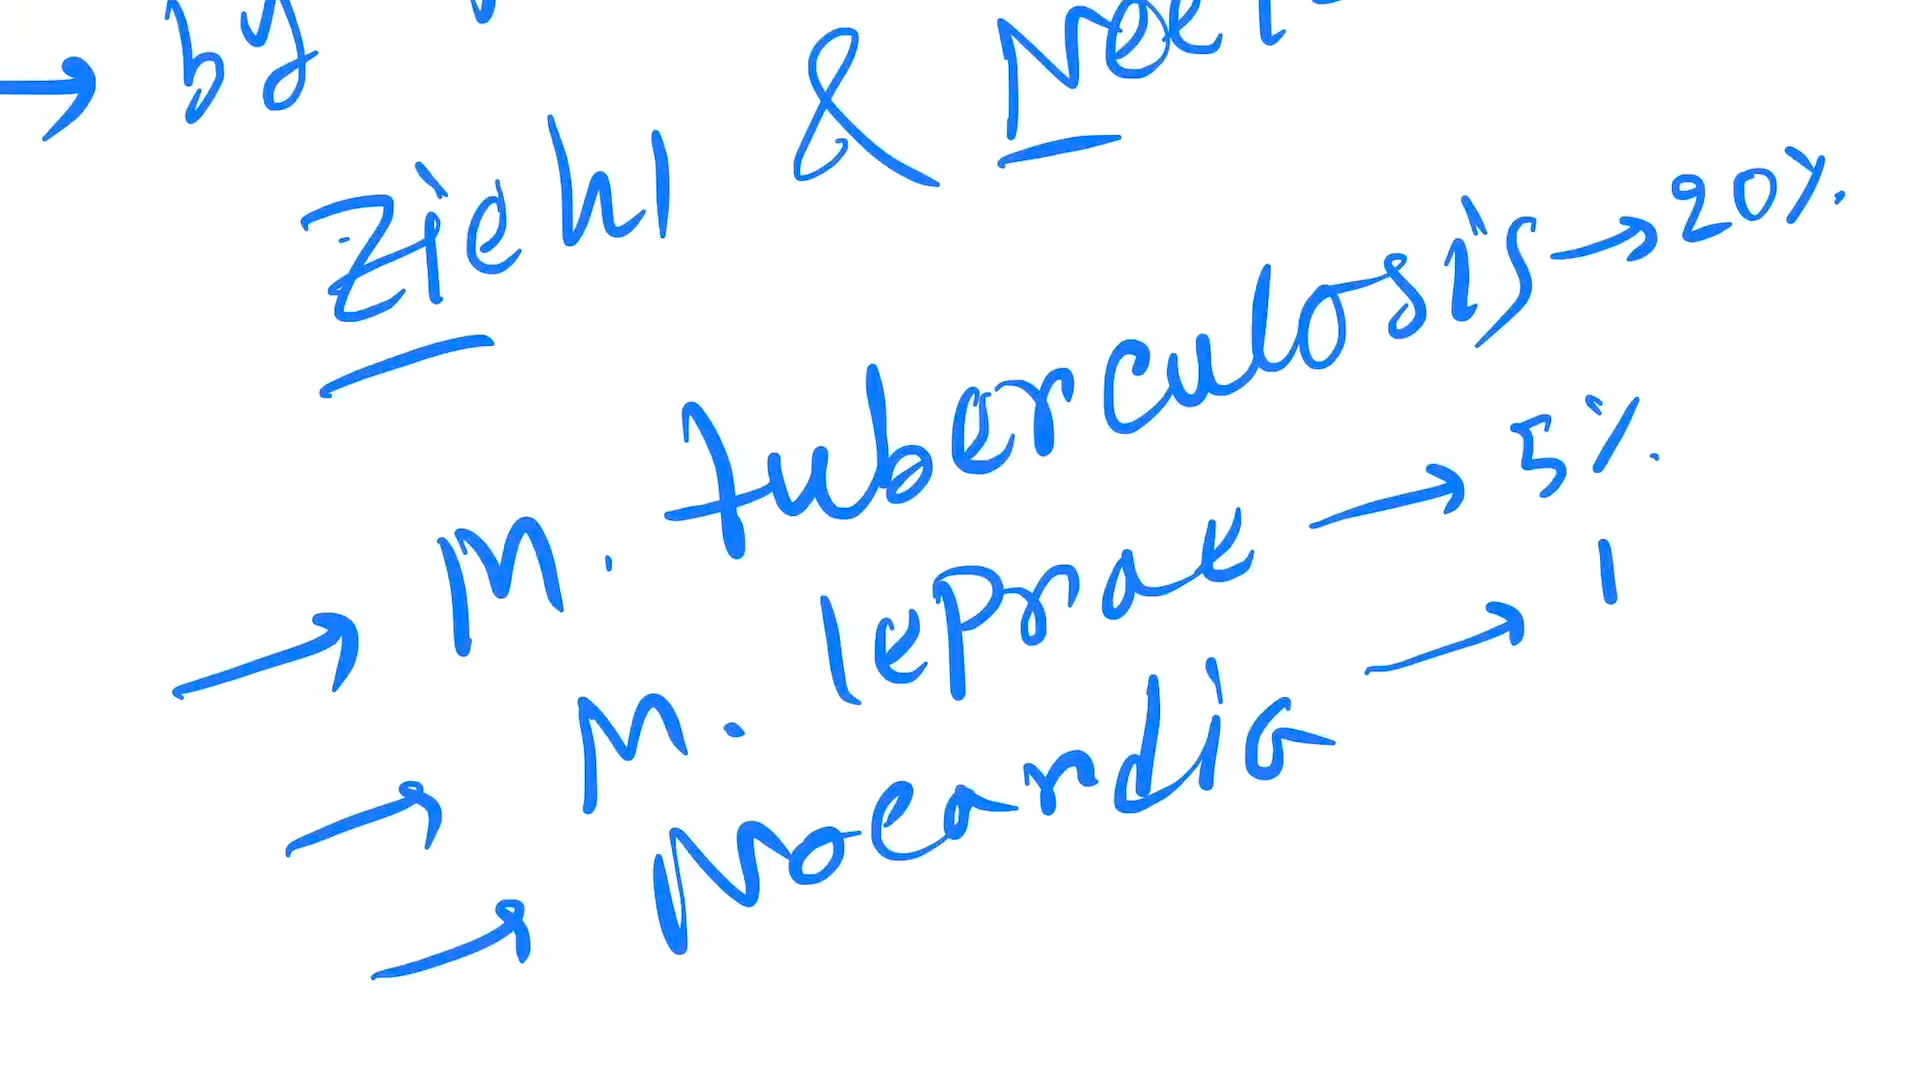 → by
Ziehl & Neel
→ M. tuberculosis → 20%
→ M. leprae → 5%
→ Nocardia → 1